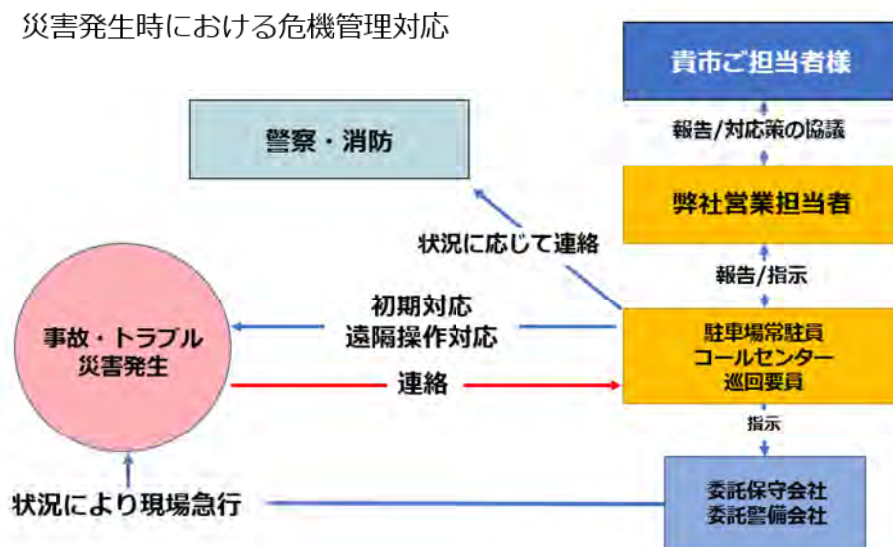 災害発生時における危機管理対応
貴市ご担当者様
報告/対応策の協議
警察・消防
弊社営業担当者
状況に応じて連絡
報告/指示
初期対応
遠隔操作対応
事故・トラブル
災害発生
駐車場常駐員
コールセンター
巡回要員
連絡
指示
委託保守会社
委託警備会社
状況により現場急行